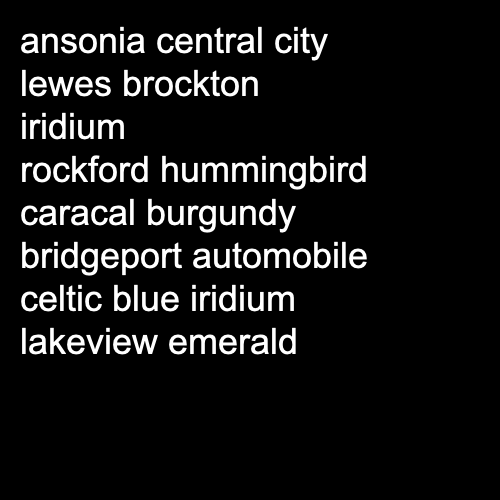 ansonia central city
lewes brockton
iridium
rockford hummingbird
caracal burgundy
bridgeport automobile
celtic blue iridium
lakeview emerald